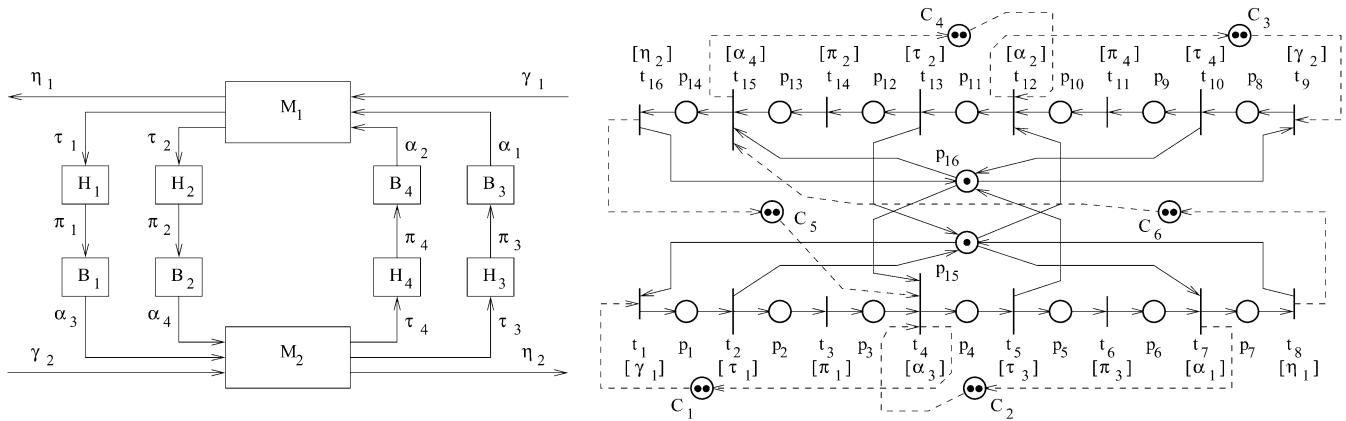 η1 γ1
M1
τ1 τ2 α2 α1
H1 H2 B4 B3
π1 π2 π4 π3
B1 B2 H4 H3
α3 α4 τ4 τ3
M2
γ2 η2
C4 C3
[η2] [α4] [π2] [τ2] [α2] [π4] [τ4] [γ2]
t16 p14 t15 p13 t14 p12 t13 p11 t12 p10 t11 p9 t10 p8 t9
p16
C5 C6
p15
t1 p1 t2 p2 t3 p3 t4 p4 t5 p5 t6 p6 t7 p7 t8
[γ1] [τ1] [π1] [α3] [τ3] [π3] [α1] [η1]
C1 C2